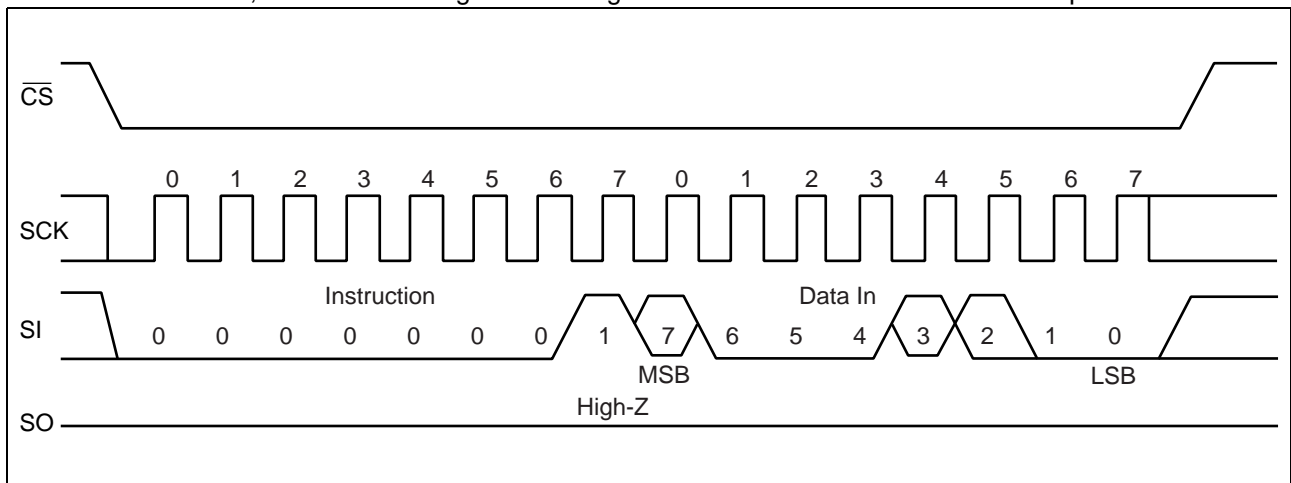 CS
0 1 2 3 4 5 6 7 0 1 2 3 4 5 6 7
SCK
Instruction Data In
SI 0 0 0 0 0 0 0 1 7 6 5 4 3 2 1 0
MSB LSB
High-Z
SO